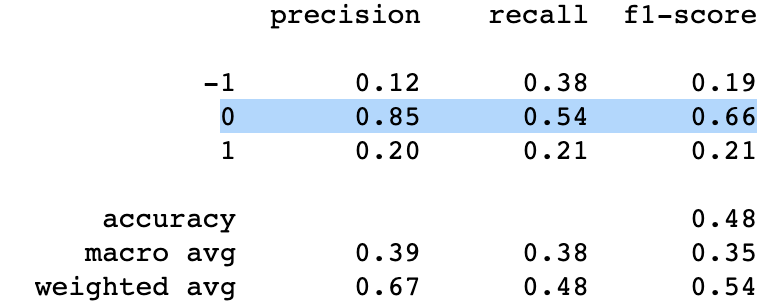 precision recall f1-score
-1 0.12 0.38 0.19
0 0.85 0.54 0.66
1 0.20 0.21 0.21
accuracy 0.48
macro avg 0.39 0.38 0.35
weighted avg 0.67 0.48 0.54